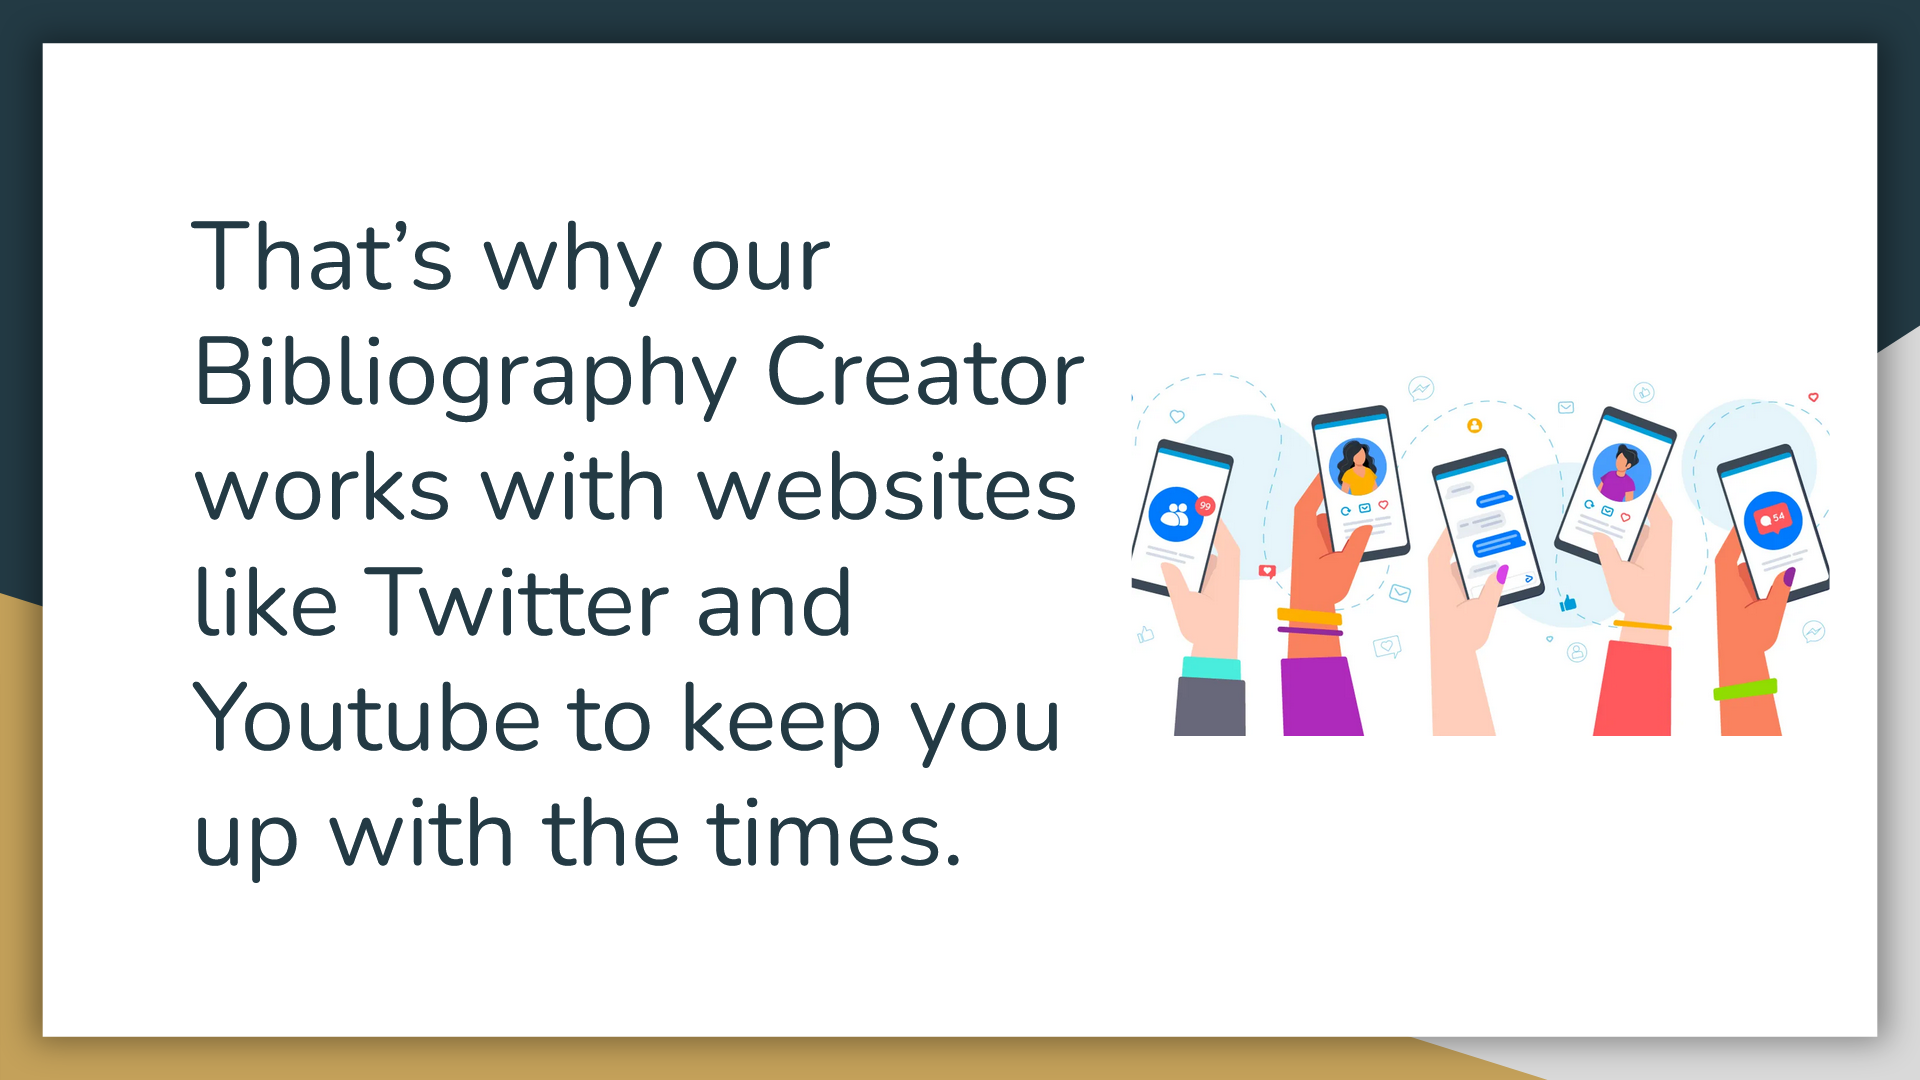 That’s why our
Bibliography Creator
works with websites
like Twitter and
Youtube to keep you
up with the times.
99
54